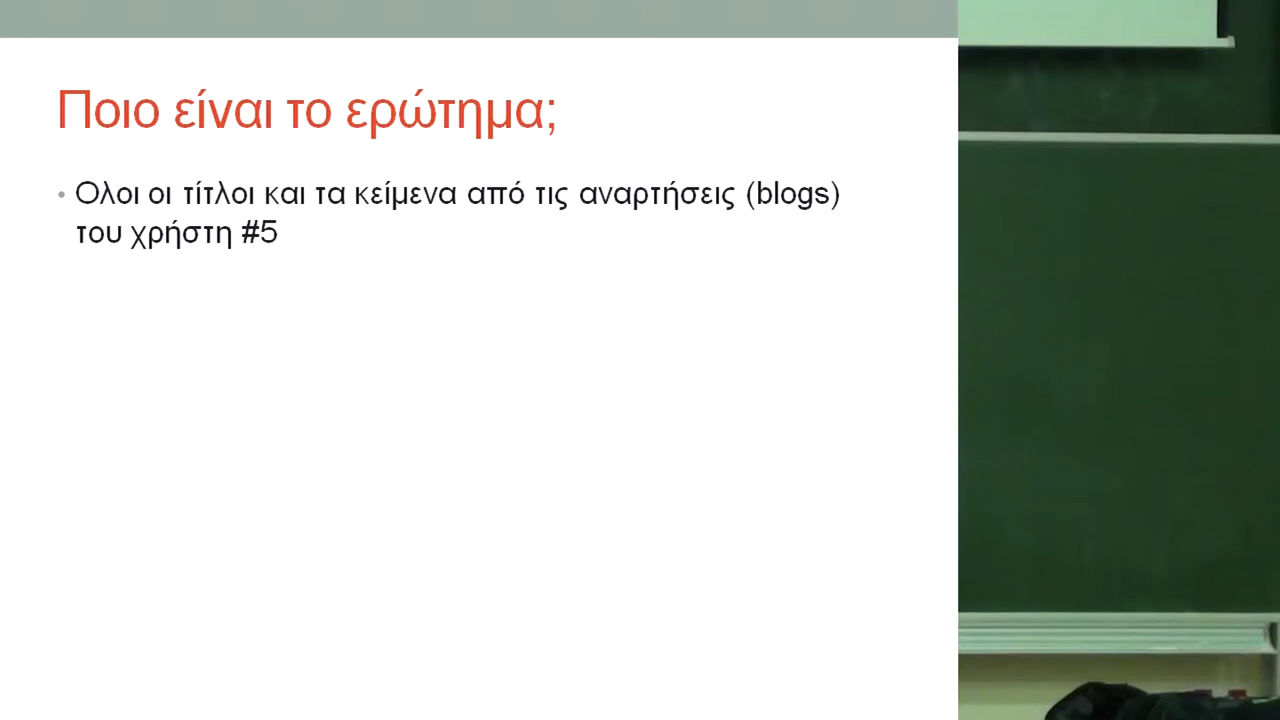 Ποιο είναι το ερώτημα;
• Ολοι οι τίτλοι και τα κείμενα από τις αναρτήσεις (blogs)
του χρήστη #5